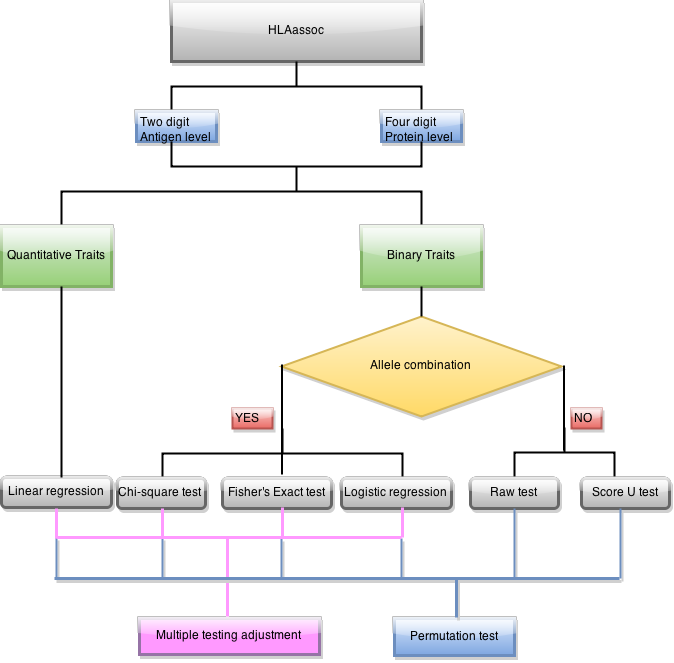 HLAassoc
Two digit
Antigen level
Four digit
Protein level
Quantitative Traits
Binary Traits
Allele combination
YES
NO
Linear regression
Chi-square test
Fisher's Exact test
Logistic regression
Raw test
Score U test
Multiple testing adjustment
Permutation test